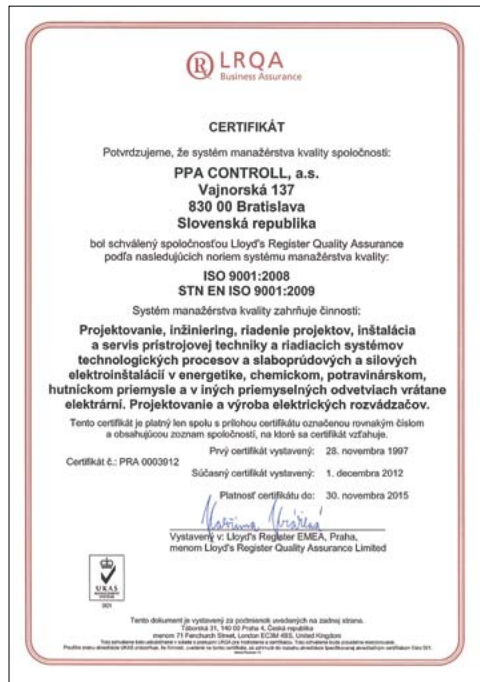 LRQA
Business Assurance
CERTIFIKÁT
Potvrdzujeme, že systém manažérstva kvality spoločnosti:
PPA CONTROLL, a.s.
Vajnorská 137
830 00 Bratislava
Slovenská republika
bol schválený spoločnosťou Lloyd's Register Quality Assurance
podľa nasledujúcich noriem systému manažérstva kvality:
ISO 9001:2008
STN EN ISO 9001:2009
Systém manažérstva kvality zahrňuje činnosti:
Projektovanie, inžiniering, riadenie projektov, inštalácia
a servis prístrojovej techniky a riadiacich systémov
technologických procesov a slaboprúdových a silových
elektroinštalácií v energetike, chemickom, potravinárskom,
hutníckom priemysle a v iných priemyselných odvetviach vrátane
elektrární. Projektovanie a výroba elektrických rozvádzačov.
Tento certifikát je platný len spolu s prílohou certifikátu označenou rovnakým číslom
a obsahujúcou zoznam spoločností, na ktoré sa certifikát vzťahuje.
Prvý certifikát vystavený: 28. novembra 1997
Certifikát č.: PRA 0003912
Súčasný certifikát vystavený: 1. decembra 2012
Platnosť certifikátu do: 30. novembra 2015
Vystavený v: Lloyd's Register EMEA, Praha,
menom Lloyd's Register Quality Assurance Limited
UKAS
001
Tento dokument je vystavený za podmienok uvedených na zadnej strane.
Táborská 31, 140 00 Praha 4, Česká republika
menom 71 Fenchurch Street, London EC3M 4BS, United Kingdom